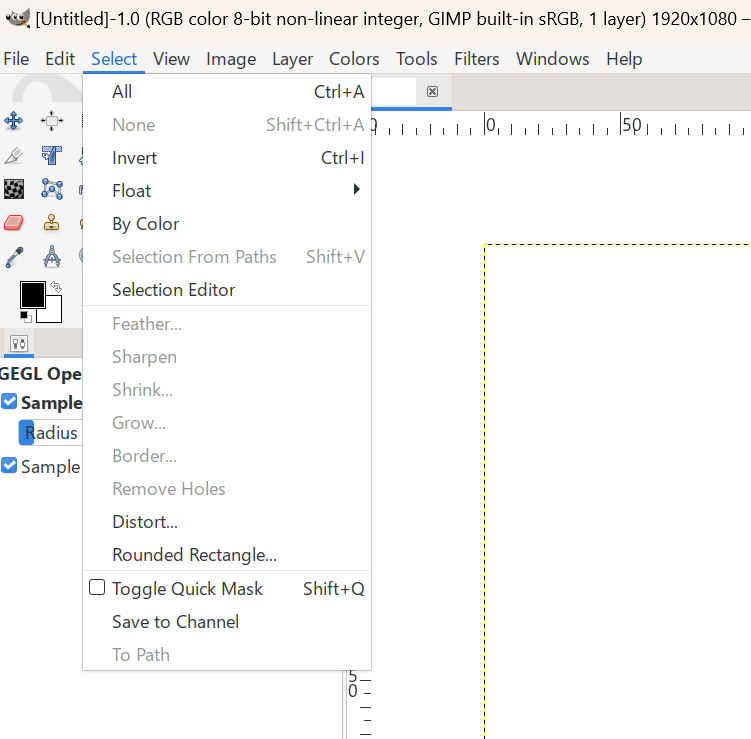 [Untitled]-1.0 (RGB color 8-bit non-linear integer, GIMP built-in sRGB, 1 layer) 1920x1080 –
File Edit Select View Image Layer Colors Tools Filters Windows Help
All Ctrl+A
None Shift+Ctrl+A
Invert Ctrl+I
Float
By Color
Selection From Paths Shift+V
Selection Editor
Feather...
Sharpen
Shrink...
Grow...
Border...
Remove Holes
Distort...
Rounded Rectangle...
Toggle Quick Mask Shift+Q
Save to Channel
To Path
0 50
GEGL Ope
Sample
Radius
Sample
50